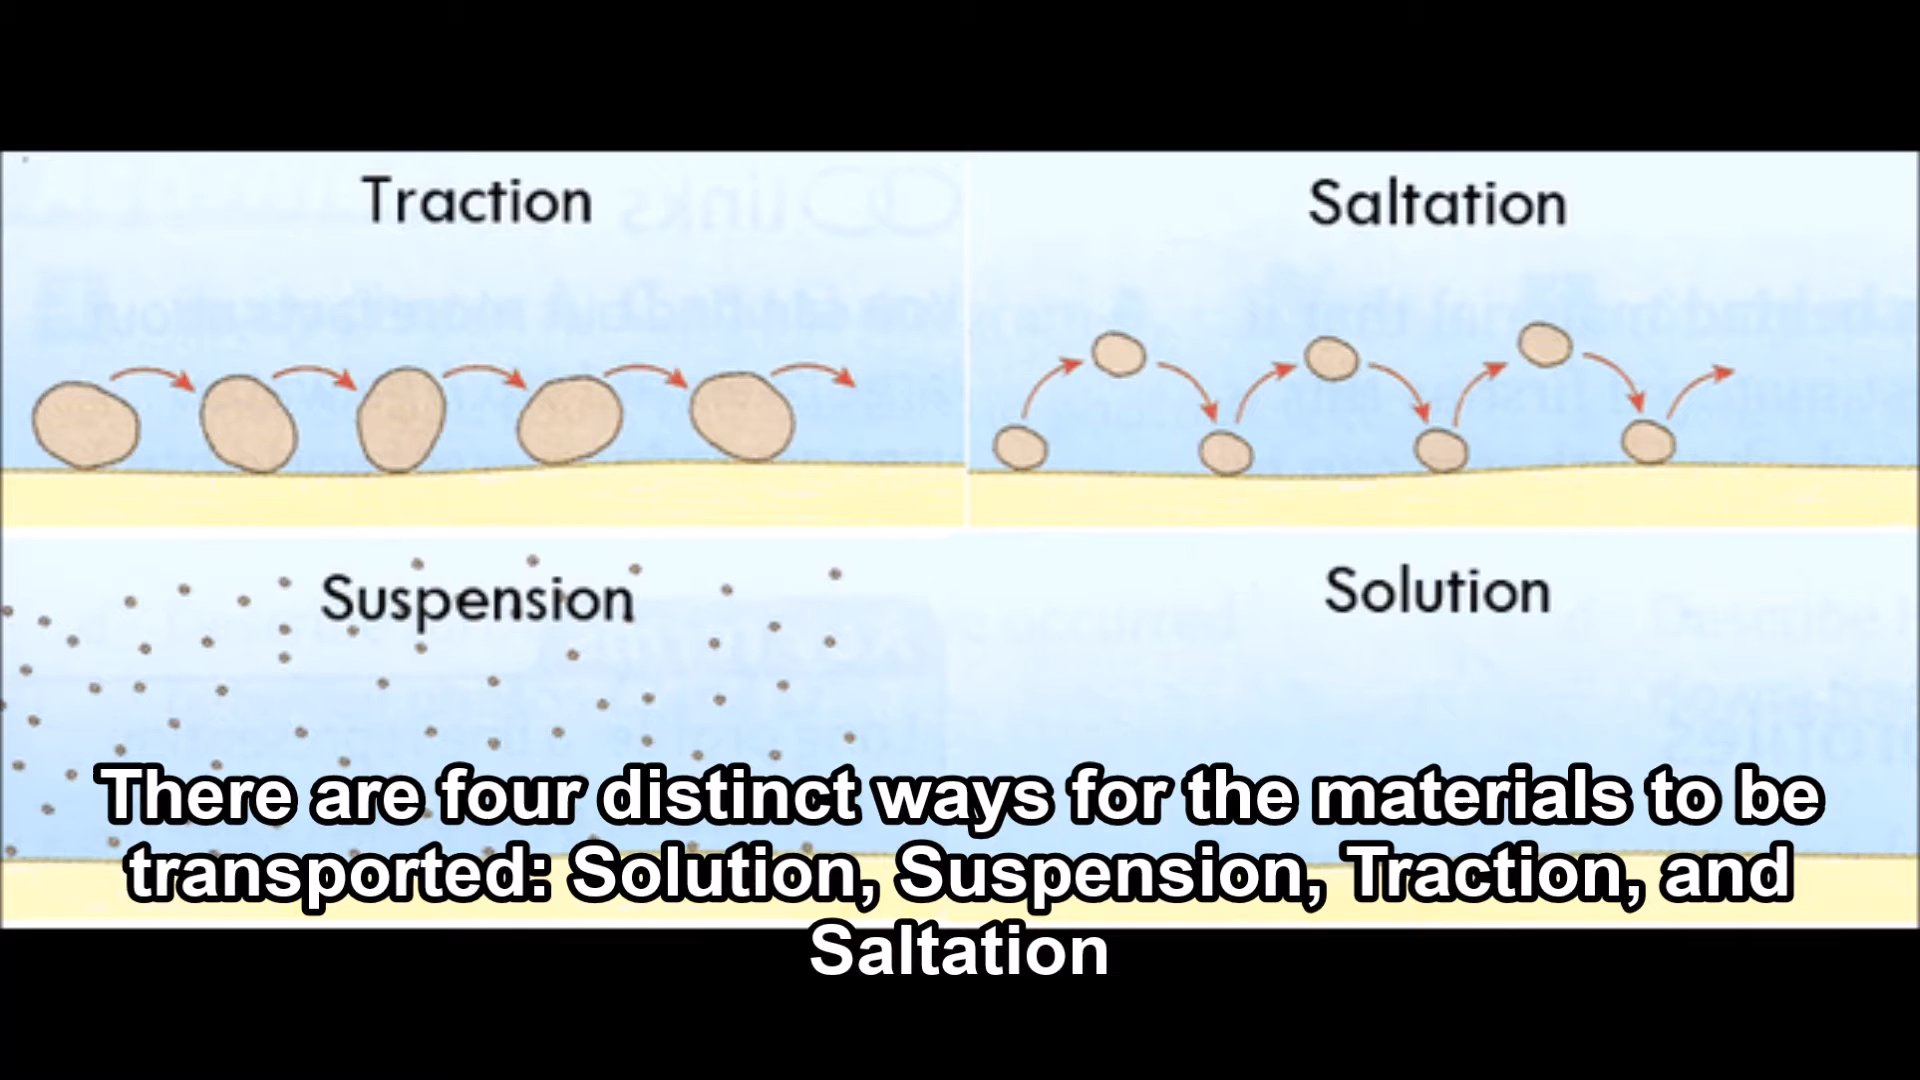 Traction
Saltation
Suspension
Solution
There are four distinct ways for the materials to be
transported: Solution, Suspension, Traction, and
Saltation